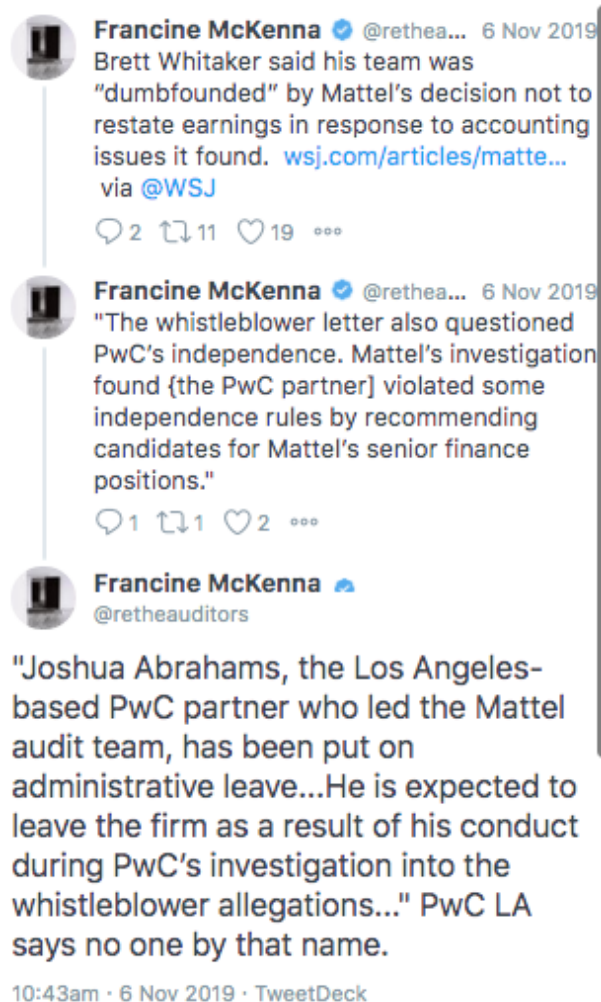 Francine McKenna @rethea... 6 Nov 2019
Brett Whitaker said his team was
“dumbfounded” by Mattel’s decision not to
restate earnings in response to accounting
issues it found. wsj.com/articles/matte...
via @WSJ
2 11 19
Francine McKenna @rethea... 6 Nov 2019
"The whistleblower letter also questioned
PwC’s independence. Mattel’s investigation
found {the PwC partner] violated some
independence rules by recommending
candidates for Mattel’s senior finance
positions."
1 1 2
Francine McKenna
@retheauditors
"Joshua Abrahams, the Los Angeles-
based PwC partner who led the Mattel
audit team, has been put on
administrative leave...He is expected to
leave the firm as a result of his conduct
during PwC’s investigation into the
whistleblower allegations..." PwC LA
says no one by that name.
10:43am · 6 Nov 2019 · TweetDeck